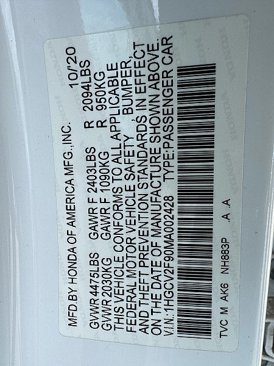 MFD BY HONDA OF AMERICA MFG.,INC. 10/20
GVWR 4475LBS GAWR F 2403LBS R 2094LBS
GVWR 2030KG GAWR F 1090KG R 950KG
THIS VEHICLE CONFORMS TO ALL APPLICABLE
FEDERAL MOTOR VEHICLE SAFETY , BUMPER,
AND THEFT PREVENTION STANDARDS, IN EFFECT
ON THE DATE OF MANUFACTURE SHOWN ABOVE.
V.I.N.:1HGCV2F90MA002428 TYPE:PASSENGER CAR
TVC M AK6 NH883P A A